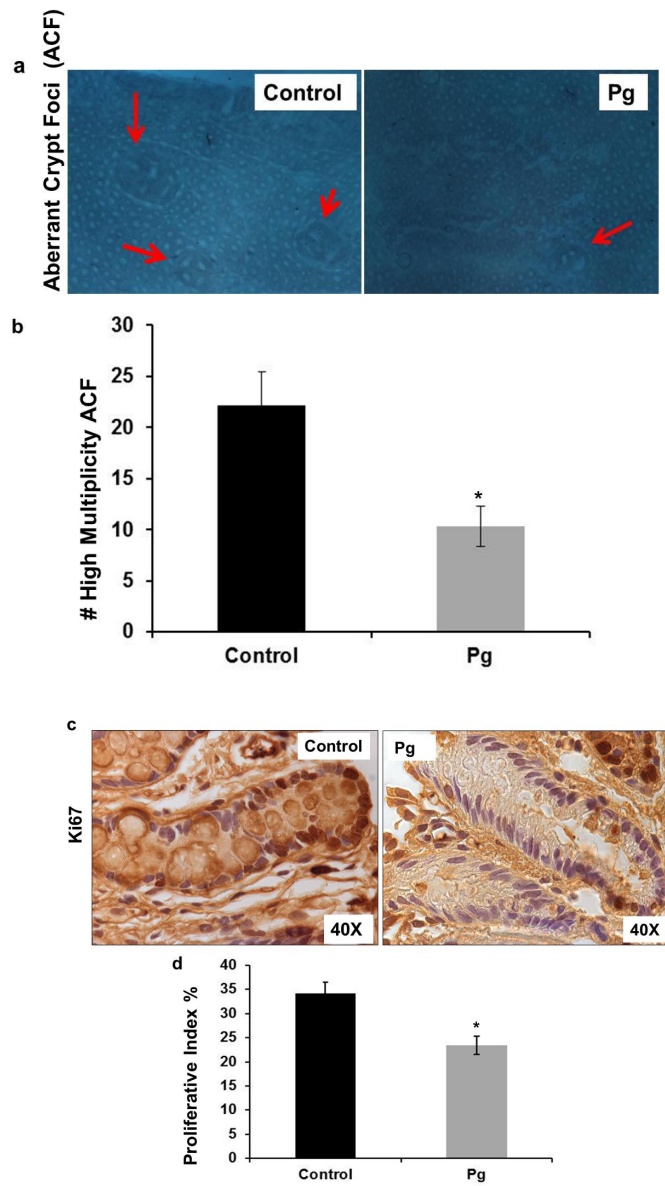 a
Aberrant Crypt Foci (ACF)
Control
Pg
b
# High Multiplicity ACF
30
25
20
15
10
5
0
Control
Pg
*
c
Ki67
Control
Pg
40X
40X
d
Proliferative Index %
40
35
30
25
20
15
10
5
0
*
Control
Pg